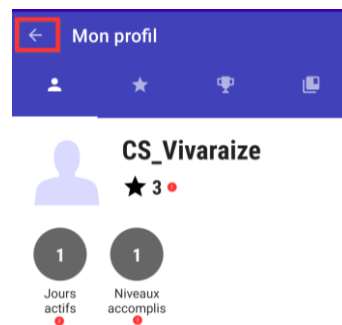 Mon profil
CS_Vivaraize
3
1
1
Jours
actifs
Niveaux
accomplis